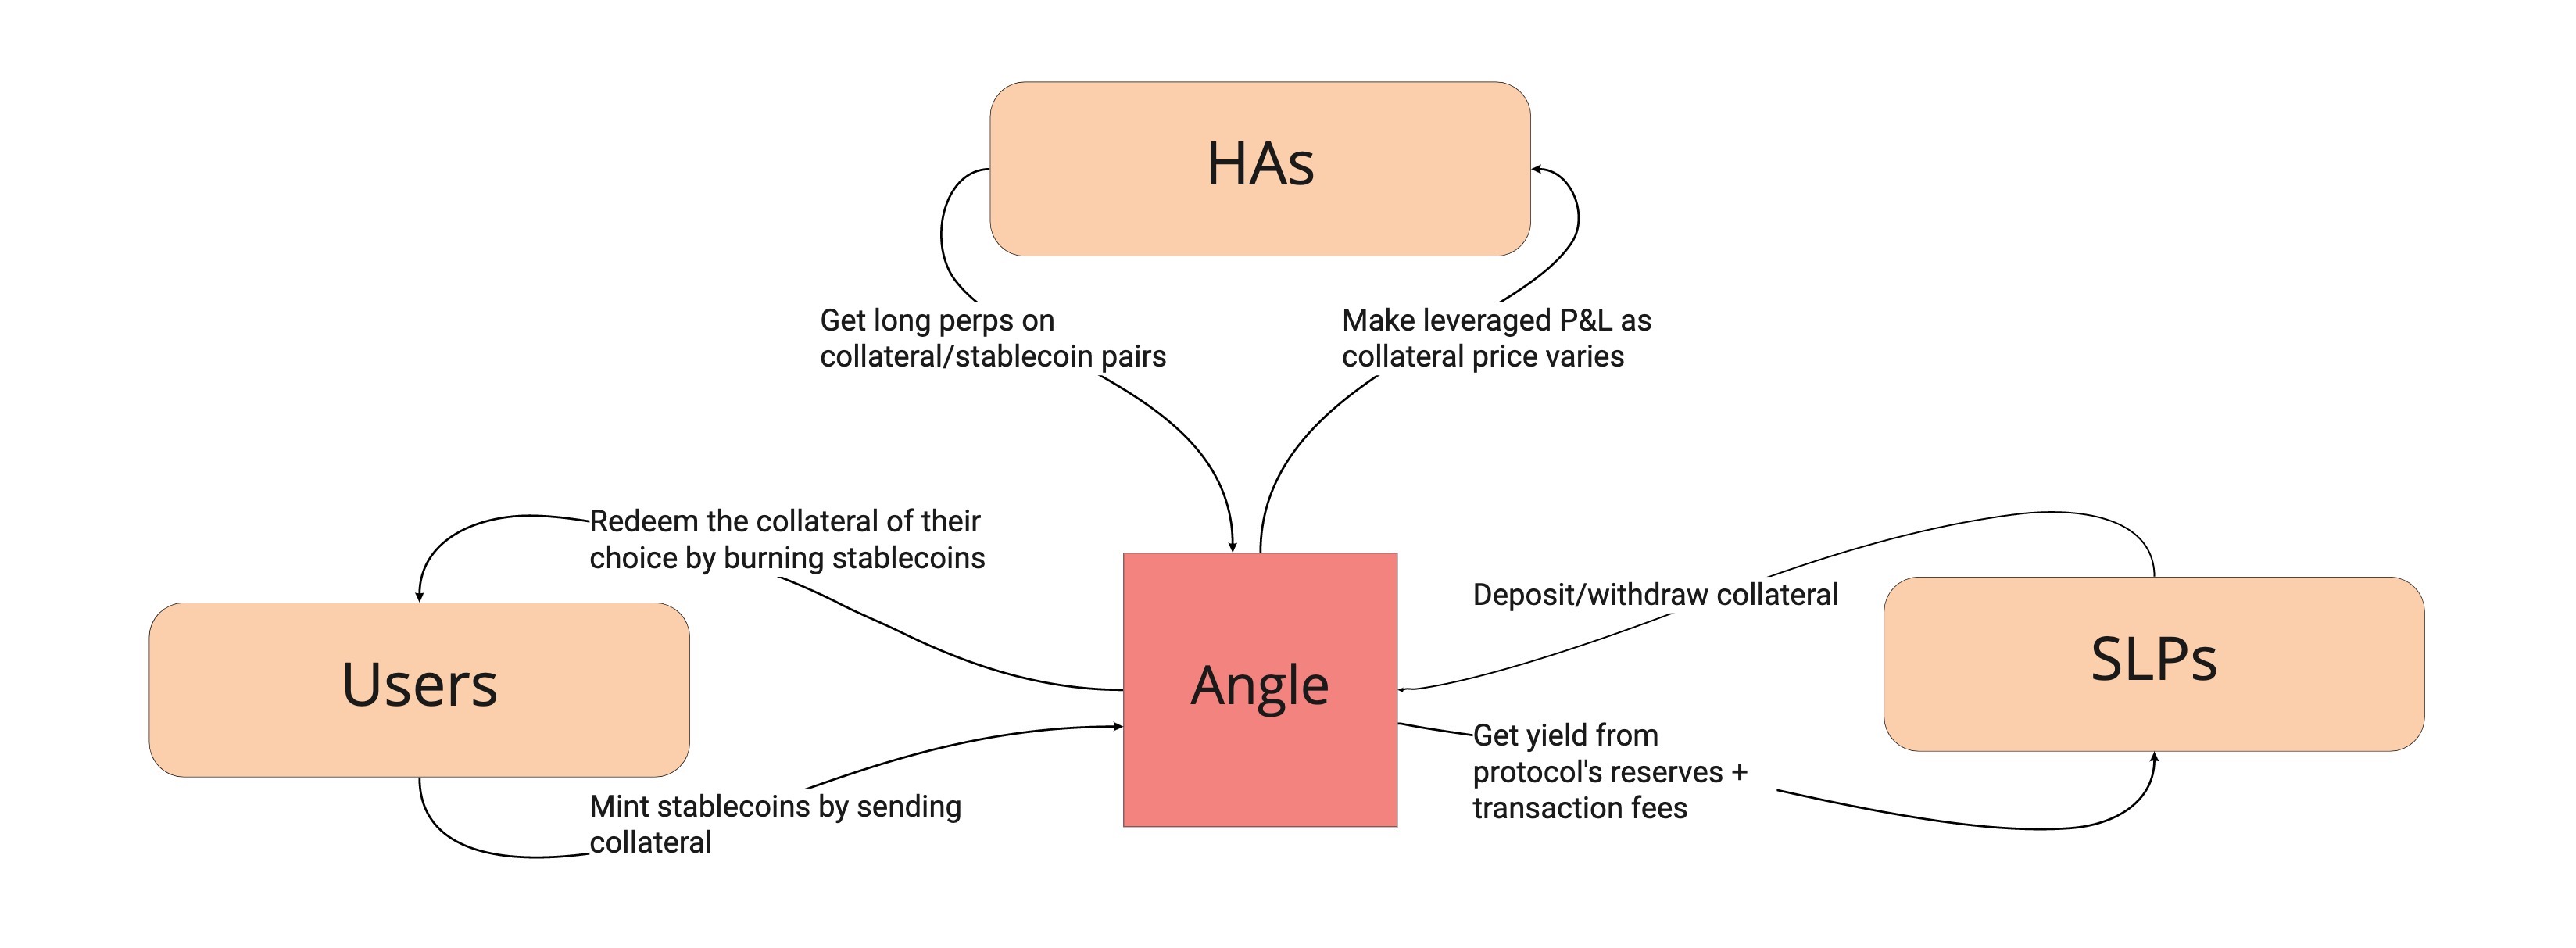 HAs
Get long perps on
collateral/stablecoin pairs
Make leveraged P&L as
collateral price varies
Redeem the collateral of their
choice by burning stablecoins
Deposit/withdraw collateral
Users
Angle
SLPs
Get yield from
protocol's reserves +
transaction fees
Mint stablecoins by sending
collateral